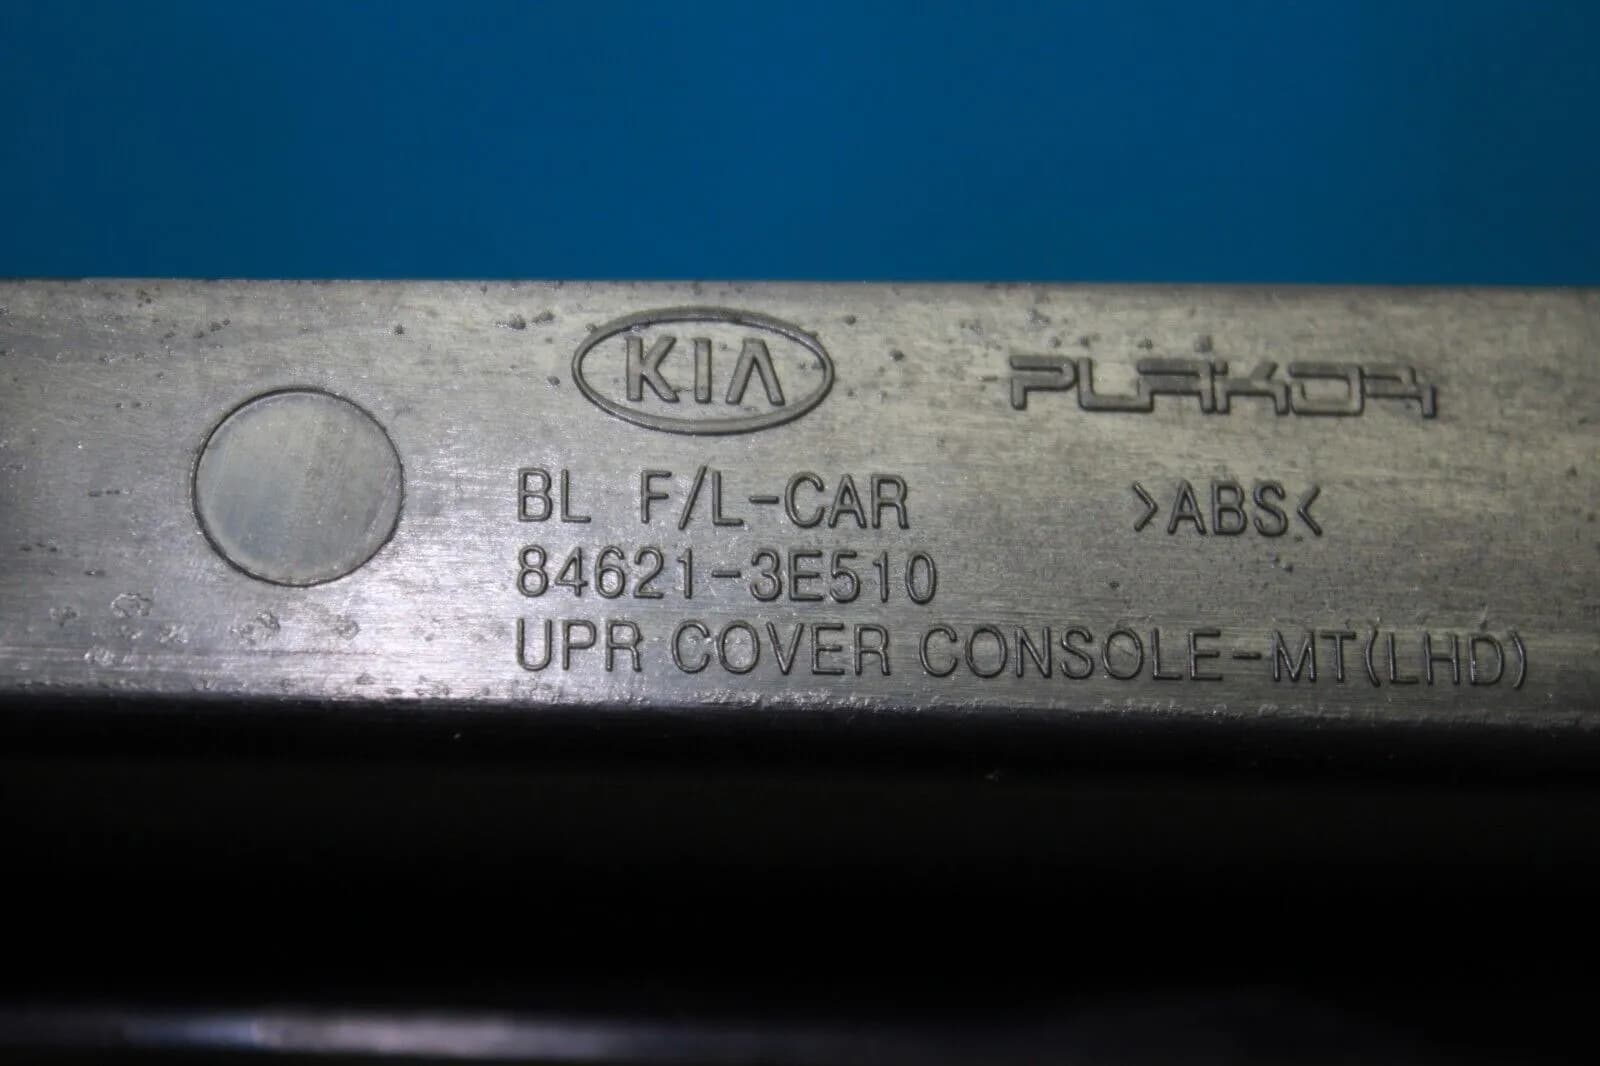 KIA PLAKOR
BL F/L-CAR >ABS<
84621-3E510
UPR COVER CONSOLE-MT(LHD)